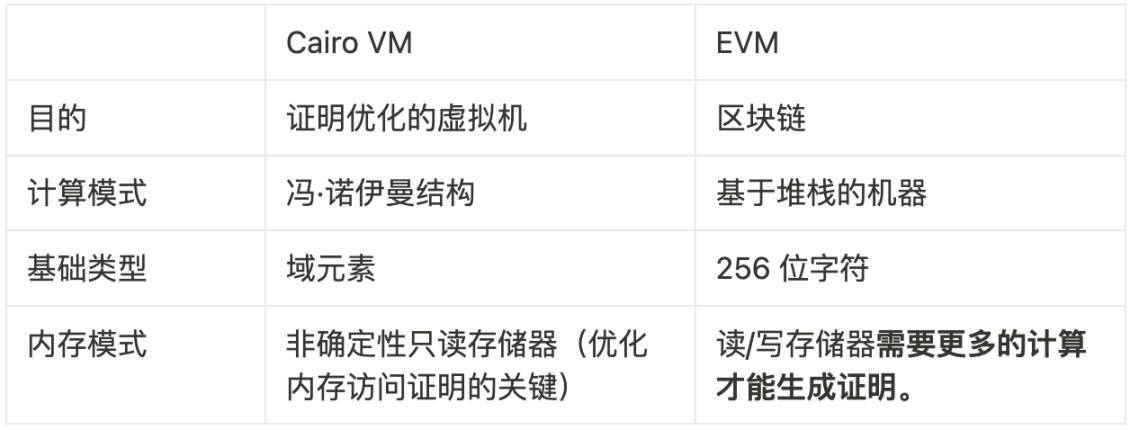 Cairo VM
EVM
目的
证明优化的虚拟机
区块链
计算模式
冯·诺伊曼结构
基于堆栈的机器
基础类型
域元素
256 位字符
内存模式
非确定性只读存储器（优化
内存访问证明的关键）
读/写存储器需要更多的计算
才能生成证明。